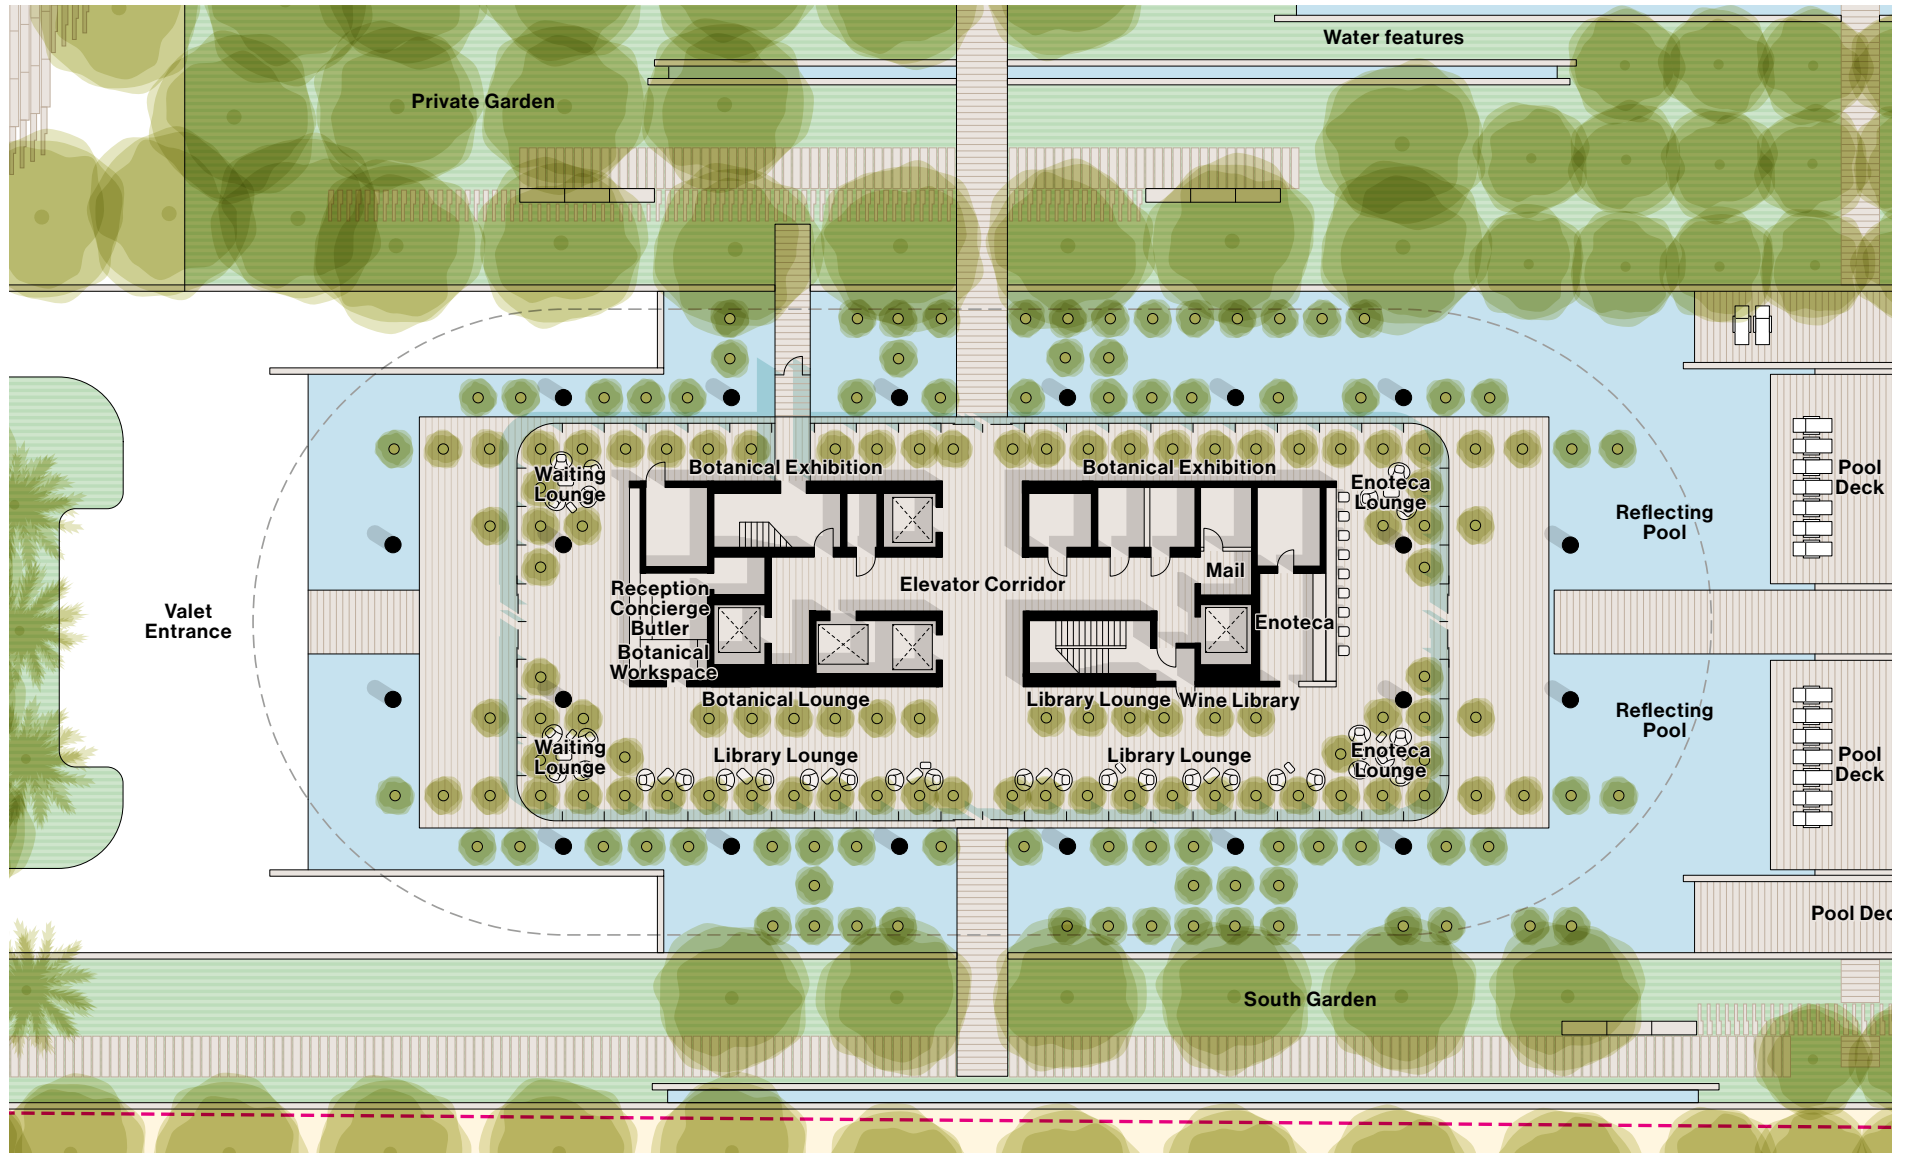 Water features
Private Garden
Botanical Exhibition
Botanical Exhibition
Waiting
Lounge
Enoteca
Lounge
Pool
Deck
Reflecting
Pool
Mail
Elevator Corridor
Reception
Concierge
Butler
Valet
Entrance
Enoteca
Botanical
Workspace
Botanical Lounge
Library Lounge
Wine Library
Reflecting
Pool
Waiting
Lounge
Library Lounge
Library Lounge
Enoteca
Lounge
Pool
Deck
Pool Dec
South Garden